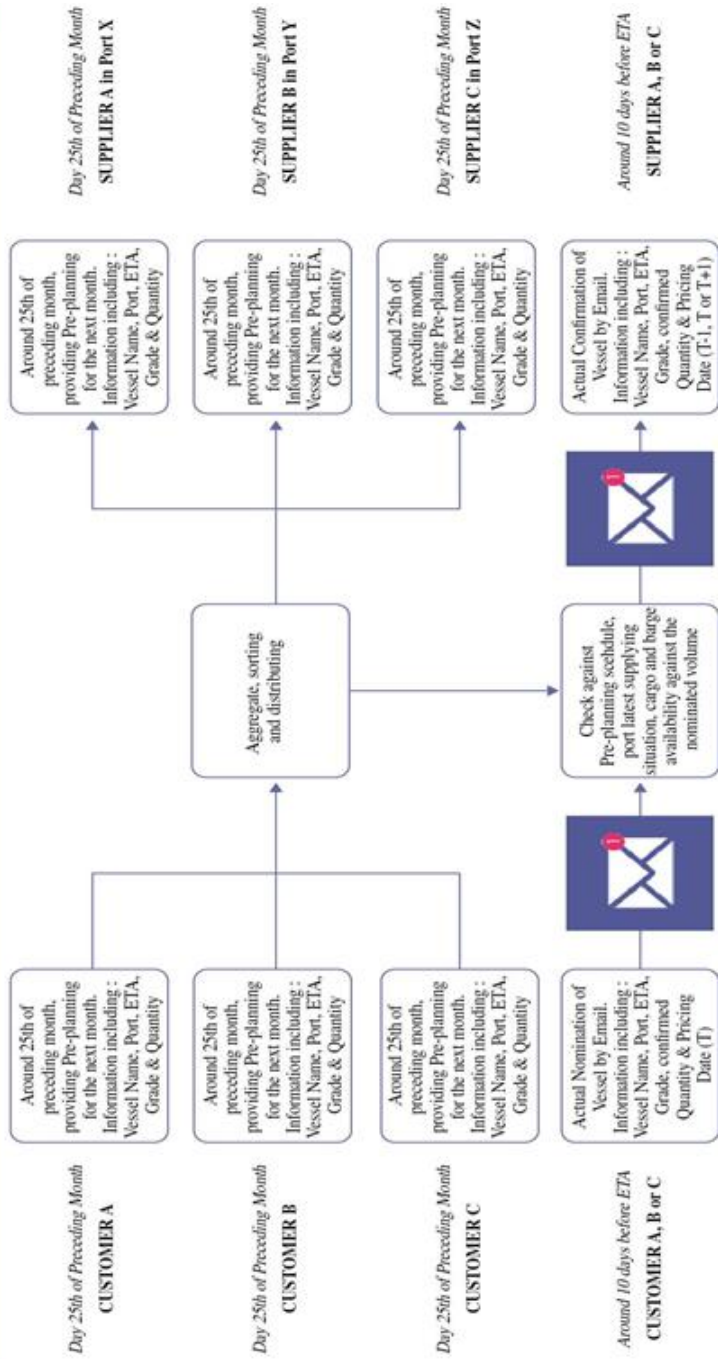 Day 25th of Preceding Month
CUSTOMER A
Around 25th of
preceding month,
providing Pre-planning
for the next month.
Information including :
Vessel Name, Port, ETA,
Grade & Quantity
Day 25th of Preceding Month
CUSTOMER B
Around 25th of
preceding month,
providing Pre-planning
for the next month.
Information including :
Vessel Name, Port, ETA,
Grade & Quantity
Day 25th of Preceding Month
CUSTOMER C
Around 25th of
preceding month,
providing Pre-planning
for the next month.
Information including :
Vessel Name, Port, ETA,
Grade & Quantity
Aggregate, sorting
and distributing
Around 25th of
preceding month,
providing Pre-planning
for the next month.
Information including :
Vessel Name, Port, ETA,
Grade & Quantity
Day 25th of Preceding Month
SUPPLIER A in Port X
Around 25th of
preceding month,
providing Pre-planning
for the next month.
Information including :
Vessel Name, Port, ETA,
Grade & Quantity
Day 25th of Preceding Month
SUPPLIER B in Port Y
Around 25th of
preceding month,
providing Pre-planning
for the next month.
Information including :
Vessel Name, Port, ETA,
Grade & Quantity
Day 25th of Preceding Month
SUPPLIER C in Port Z
Around 10 days before ETA
CUSTOMER A, B or C
Actual Nomination of
Vessel by Email.
Information including :
Vessel Name, Port, ETA,
Grade, confirmed
Quantity & Pricing
Date (T)
1
Check against
Pre-planning scehdule,
port latest supplying
situation, cargo and barge
availability against the
nominated volume
1
Actual Confirmation of
Vessel by Email.
Information including :
Vessel Name, Port, ETA,
Grade, confirmed
Quantity & Pricing
Date (T-1, T or T+1)
Around 10 days before ETA
SUPPLIER A, B or C